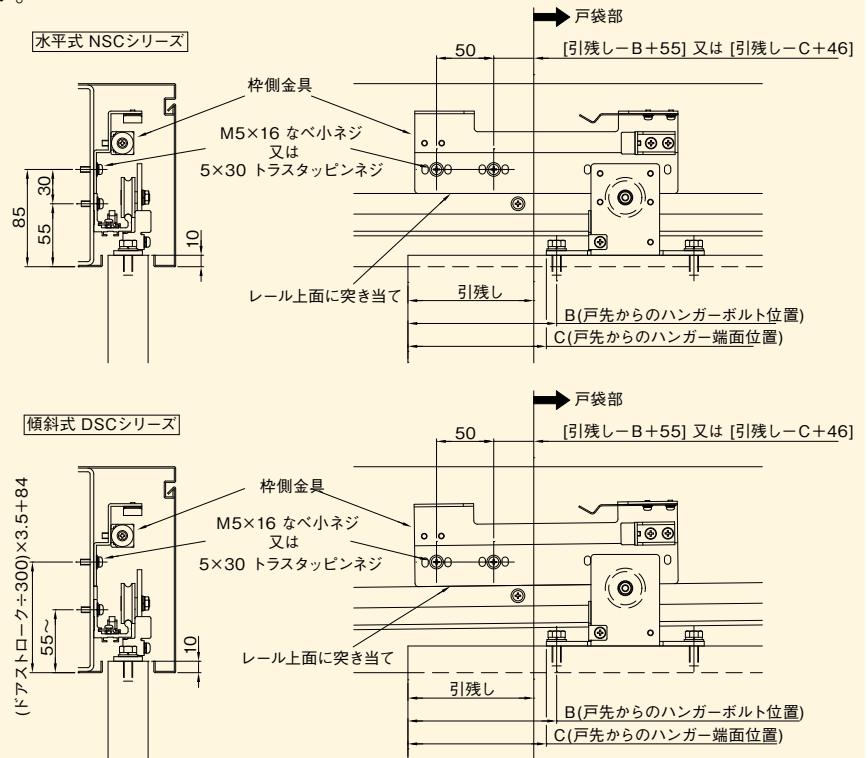 す。
戸袋部
水平式 NSCシリーズ
50
[引残しーB+55] 又は [引残しーC+46]
枠側金具
M5×16 なべ小ネジ
又は
5×30 トラスタッピンネジ
85
30
55
10
レール上面に突き当て
引残し
B(戸先からのハンガーボルト位置)
C(戸先からのハンガー端面位置)
戸袋部
傾斜式 DSCシリーズ
50
[引残しーB+55] 又は [引残しーC+46]
枠側金具
M5×16 なべ小ネジ
又は
5×30 トラスタッピンネジ
(ドアストローク÷300)×3.5+84
55~
10
レール上面に突き当て
引残し
B(戸先からのハンガーボルト位置)
C(戸先からのハンガー端面位置)